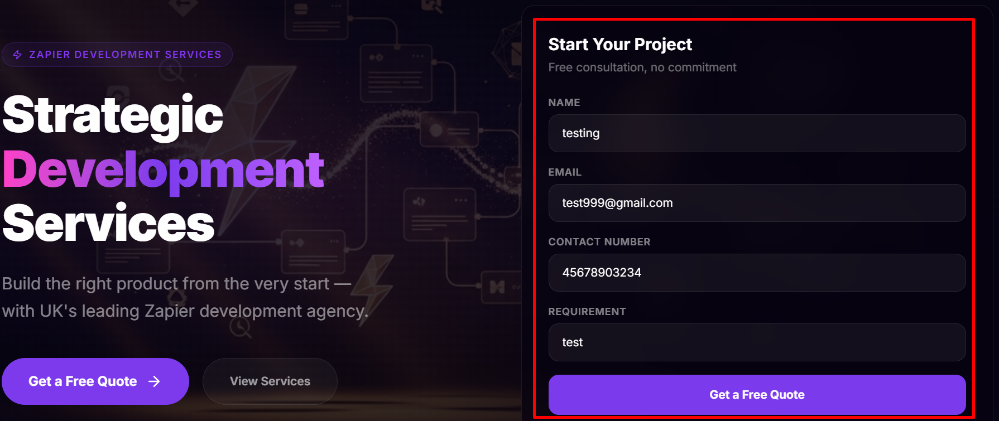 ZAPIER DEVELOPMENT SERVICES
Strategic
Development
Services
Build the right product from the very start —
with UK's leading Zapier development agency.
Get a Free Quote →
View Services
Start Your Project
Free consultation, no commitment
NAME
testing
EMAIL
test999@gmail.com
CONTACT NUMBER
45678903234
REQUIREMENT
test
Get a Free Quote